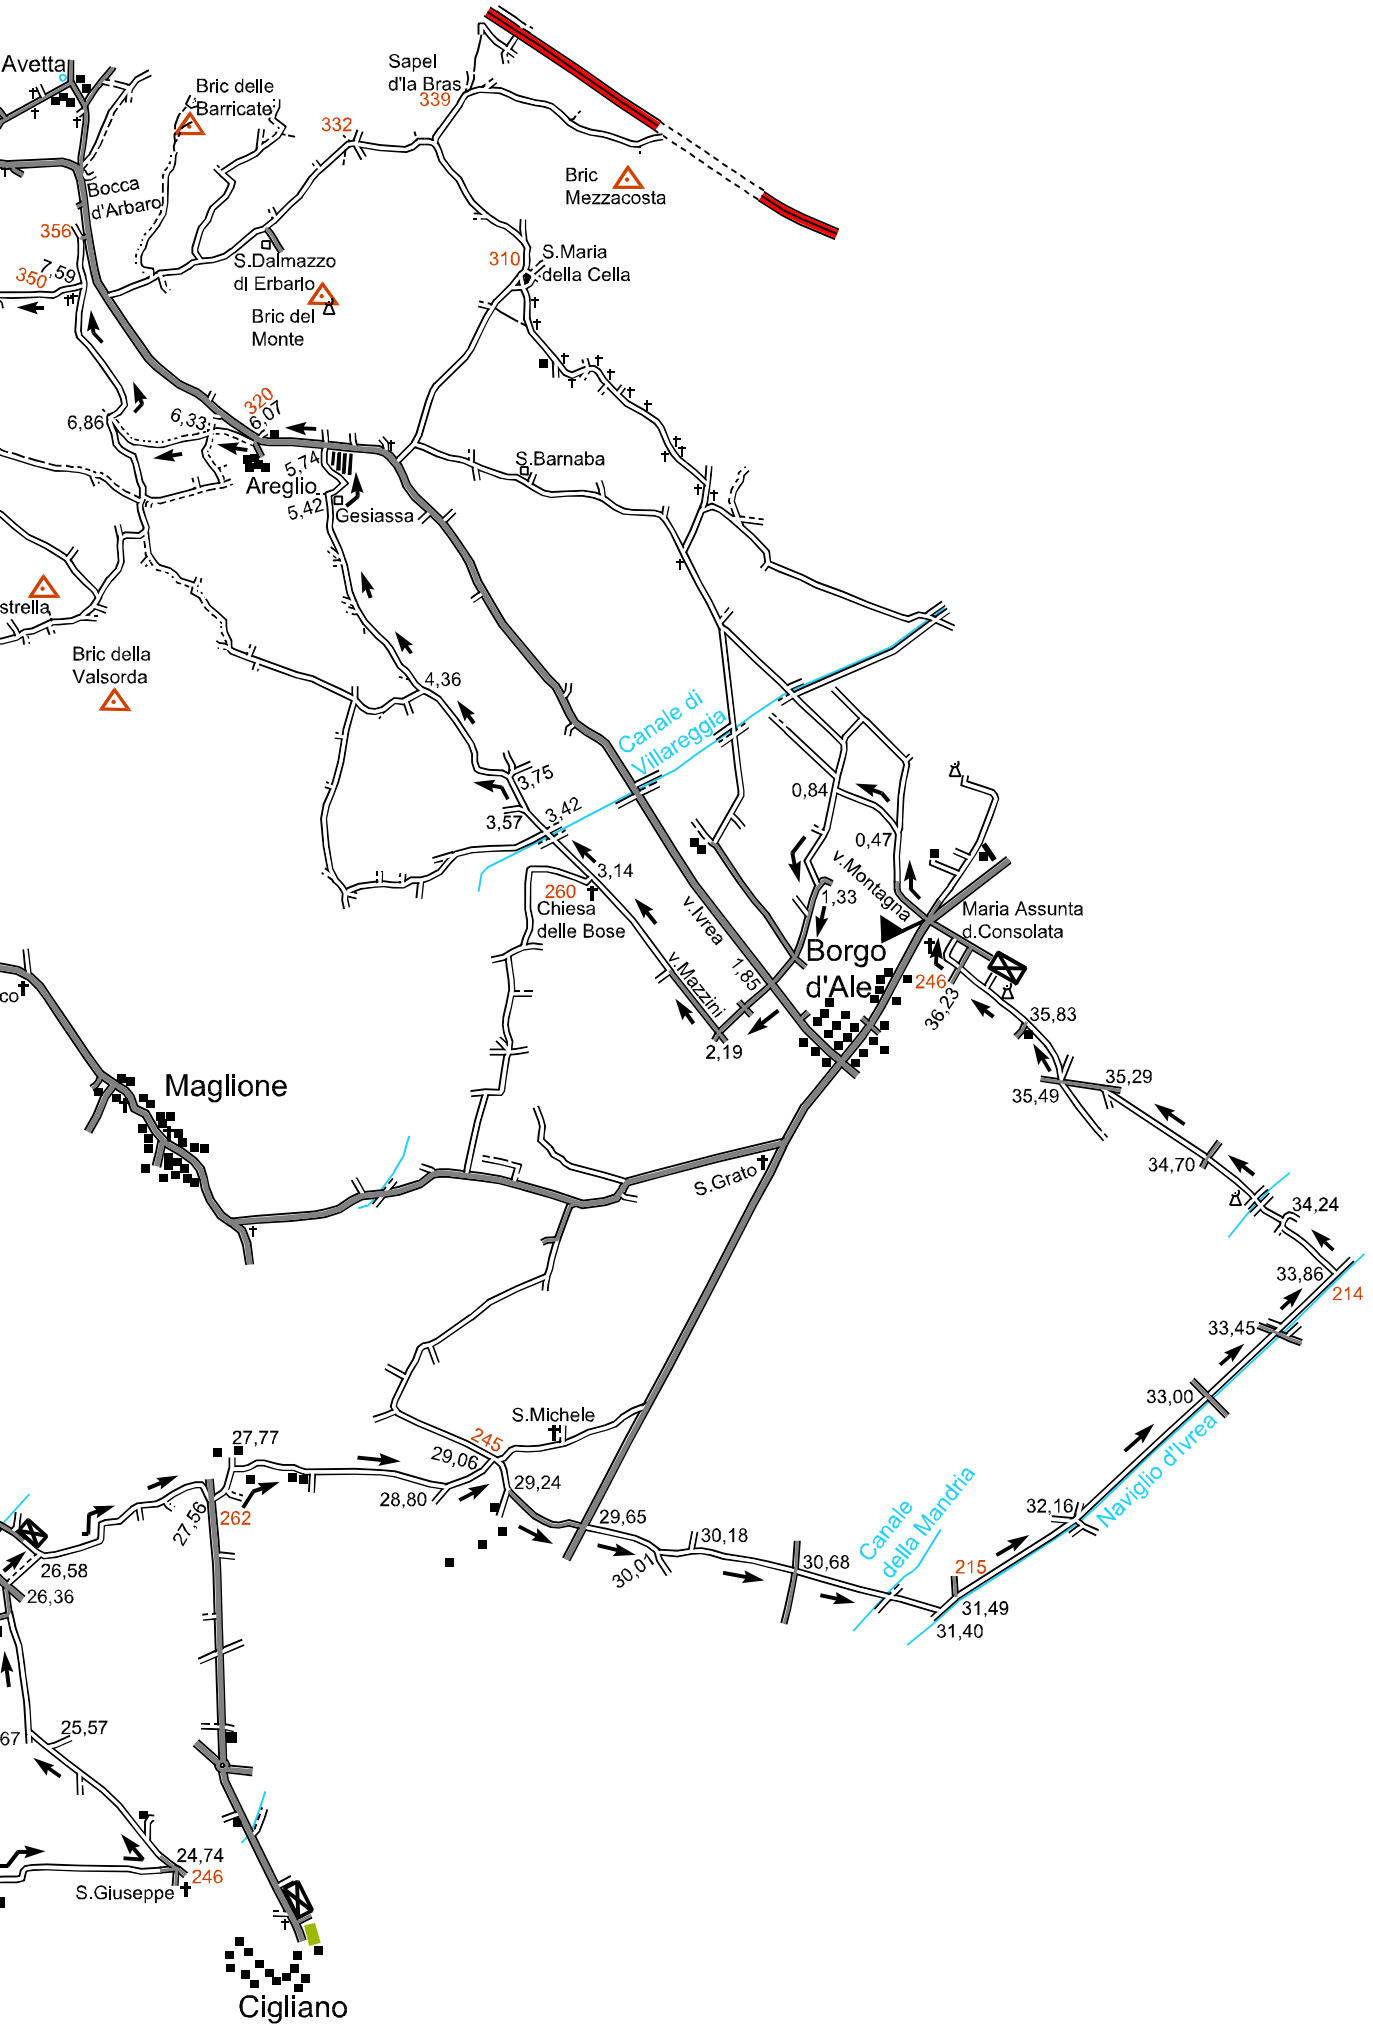 Avetta
Sapel
d'la Bras
339
Bric delle
Barricate
332
Bric
Mezzacosta
Bocca
d'Arbaro
356
7,59
350
S.Maria
della Cella
310
S.Dalmazzo
di Erbario
Bric del
Monte
320
6,07
6,33
6,86
5,74
Areglio
5,42
Gesiassa
S.Barnaba
strella
Bric della
Valsorda
4,36
Canale di
Villareggia
3,75
3,42
3,57
0,84
0,47
v.Montagna
3,14
260
Chiesa
delle Bose
v.Ivrea
1,33
Maria Assunta
d.Consolata
Borgo
d'Ale
v.Mazzini
1,85
246
36,23
co
35,83
2,19
Maglione
35,29
35,49
34,70
S.Grato
34,24
33,86
214
33,45
33,00
S.Michele
245
27,77
29,06
28,80
29,24
Naviglio d'Ivrea
Canale
della Mandria
27,56
262
29,65
32,16
30,18
30,01
30,68
215
26,58
26,36
31,49
31,40
67
25,57
24,74
246
S.Giuseppe
Cigliano